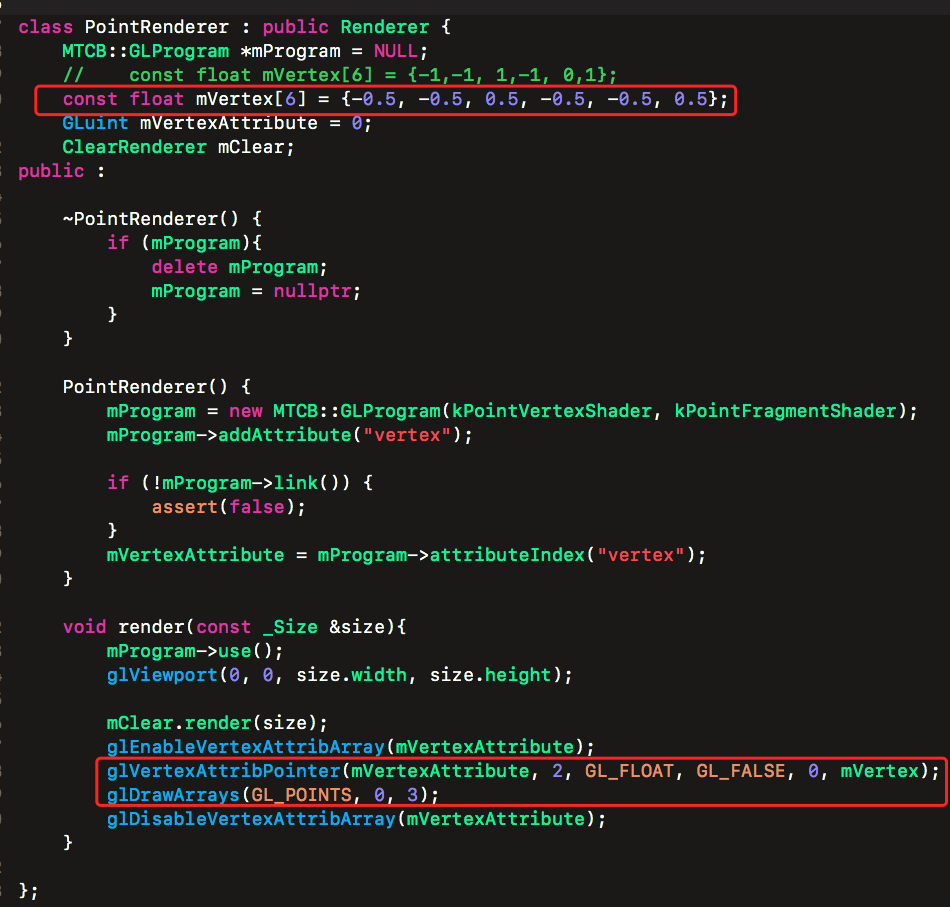 class PointRenderer : public Renderer {
    MTCB::GLProgram *mProgram = NULL;
    //    const float mVertex[6] = {-1,-1, 1,-1, 0,1};
    const float mVertex[6] = {-0.5, -0.5, 0.5, -0.5, -0.5, 0.5};
    GLuint mVertexAttribute = 0;
    ClearRenderer mClear;
public :
    ~PointRenderer() {
        if (mProgram){
            delete mProgram;
            mProgram = nullptr;
        }
    }
    PointRenderer() {
        mProgram = new MTCB::GLProgram(kPointVertexShader, kPointFragmentShader);
        mProgram->addAttribute("vertex");
        if (!mProgram->link()) {
            assert(false);
        }
        mVertexAttribute = mProgram->attributeIndex("vertex");
    }
    void render(const _Size &size){
        mProgram->use();
        glViewport(0, 0, size.width, size.height);
        mClear.render(size);
        glEnableVertexAttribArray(mVertexAttribute);
        glVertexAttribPointer(mVertexAttribute, 2, GL_FLOAT, GL_FALSE, 0, mVertex);
        glDrawArrays(GL_POINTS, 0, 3);
        glDisableVertexAttribArray(mVertexAttribute);
    }
};